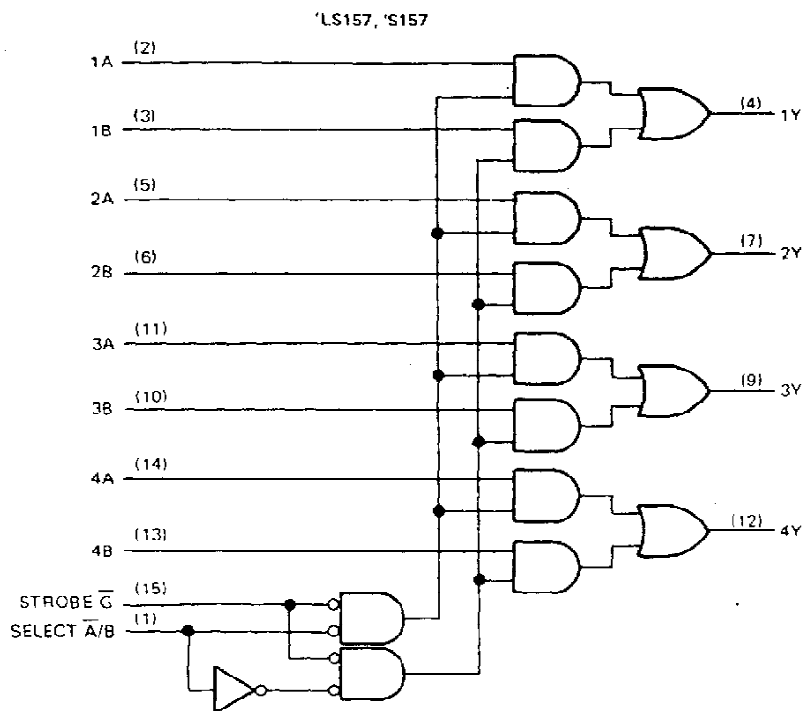 'LS157, 'S157
1A (2)
(4) 1Y
1B (3)
2A (5)
(7) 2Y
2B (6)
3A (11)
(9) 3Y
3B (10)
4A (14)
(12) 4Y
4B (13)
STROBE G̅ (15)
SELECT A̅/B (1)